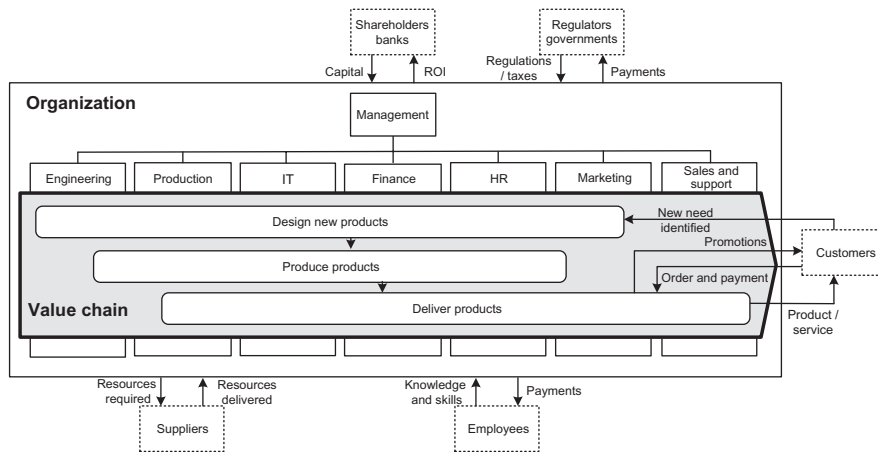 Shareholders
banks
Regulators
governments
Capital
ROI
Regulations
/ taxes
Payments
Organization
Management
Engineering
Production
IT
Finance
HR
Marketing
Sales and
support
Design new products
New need
identified
Promotions
Customers
Produce products
Order and payment
Value chain
Deliver products
Product /
service
Resources
required
Resources
delivered
Knowledge
and skills
Payments
Suppliers
Employees